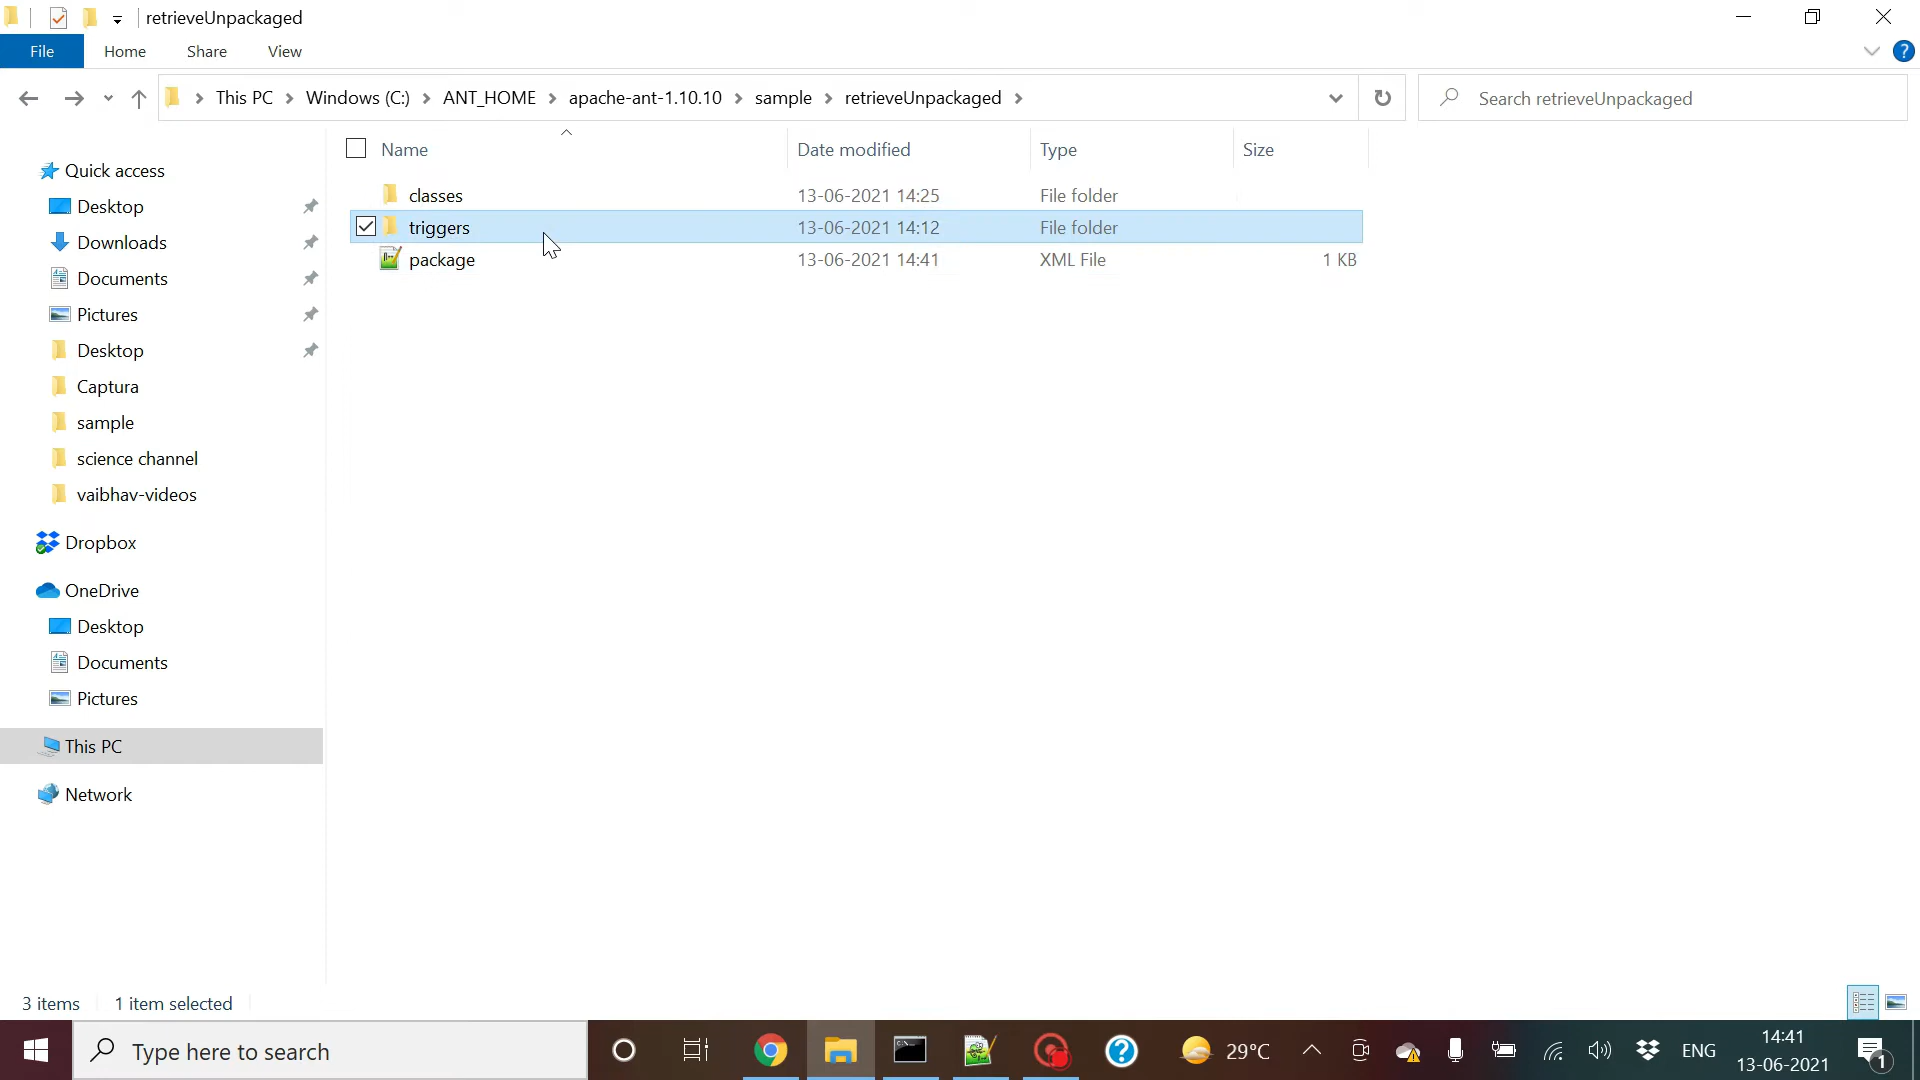 retrieveUnpackaged
File Home Share View
This PC Windows (C:) ANT_HOME apache-ant-1.10.10 sample retrieveUnpackaged
Search retrieveUnpackaged
Name Date modified Type Size
classes 13-06-2021 14:25 File folder
triggers 13-06-2021 14:12 File folder
package 13-06-2021 14:41 XML File 1 KB
Quick access
Desktop
Downloads
Documents
Pictures
Desktop
Captura
sample
science channel
vaibhav-videos
Dropbox
OneDrive
Desktop
Documents
Pictures
This PC
Network
3 items 1 item selected
Type here to search
29°C
ENG
14:41
13-06-2021
1